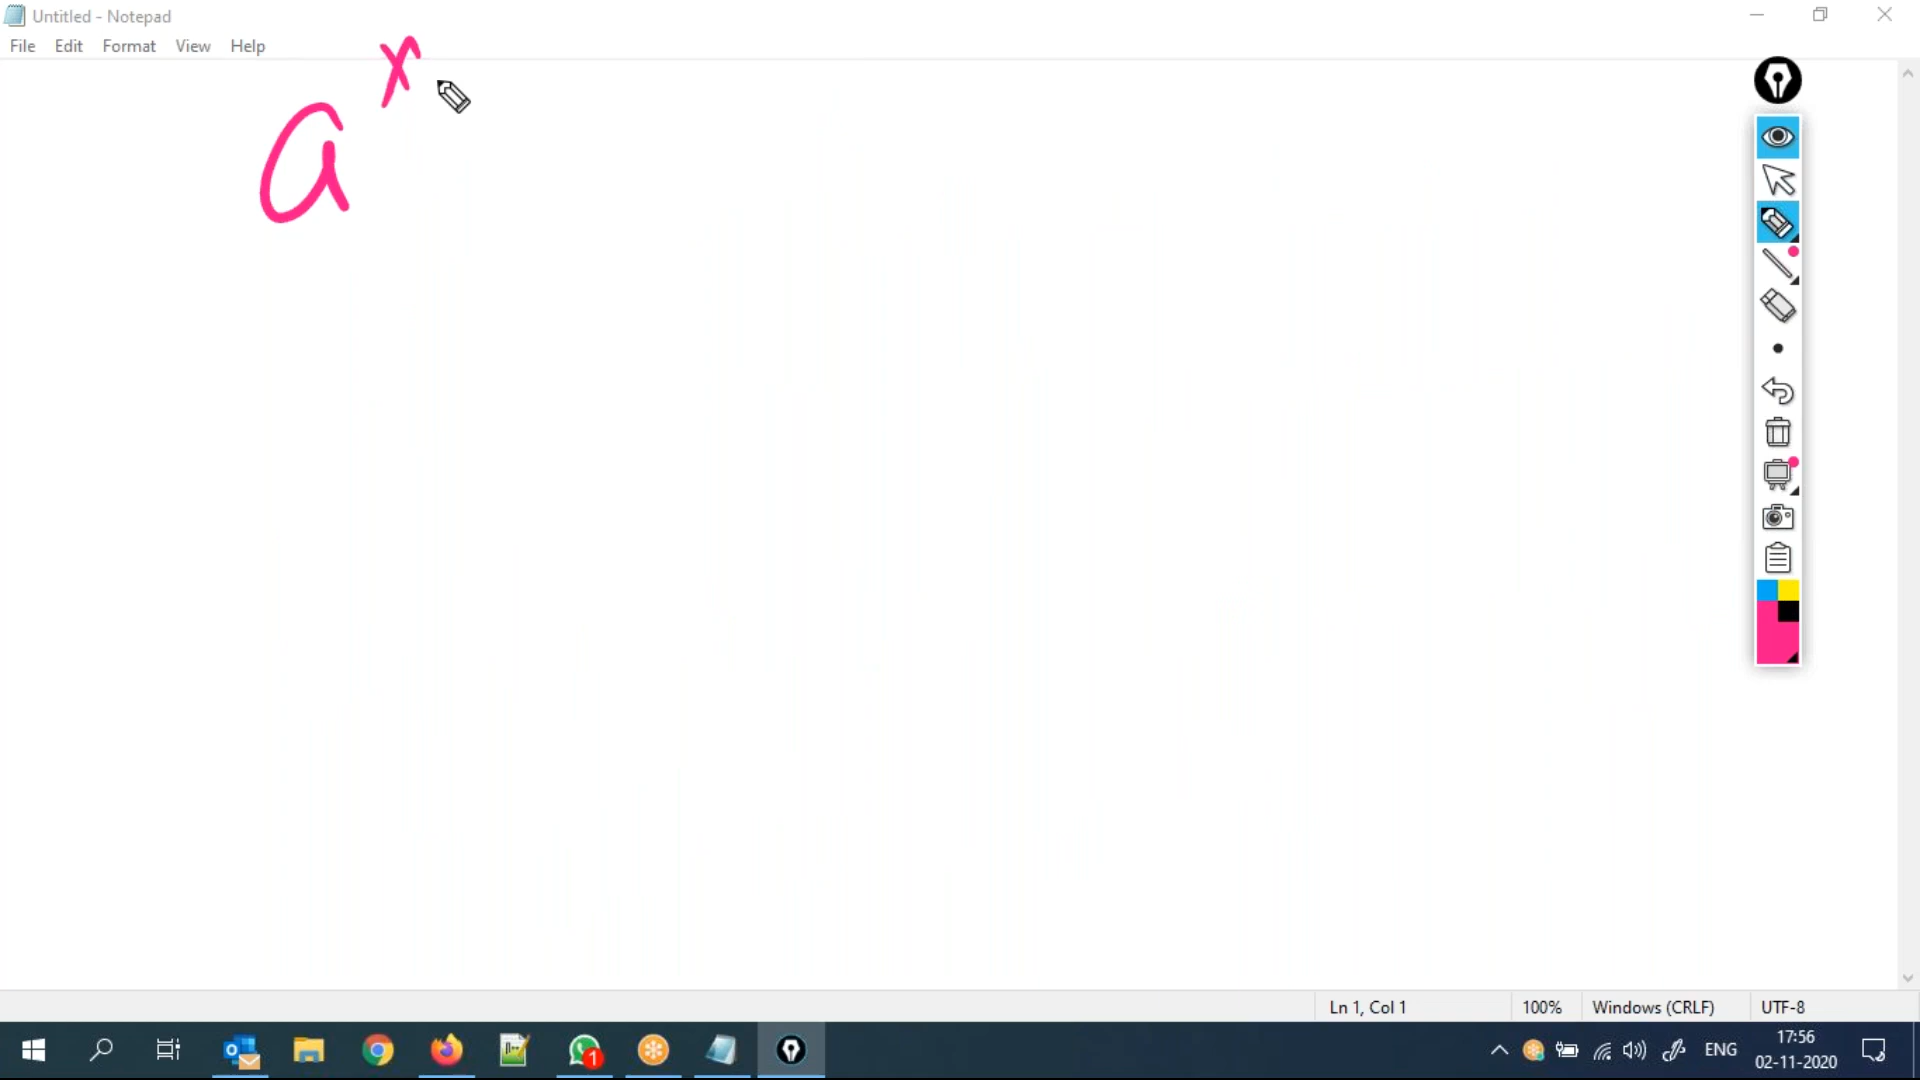 Untitled - Notepad
File Edit Format View Help
a^x
Ln 1, Col 1 100% Windows (CRLF) UTF-8
1 ENG 17:56
02-11-2020